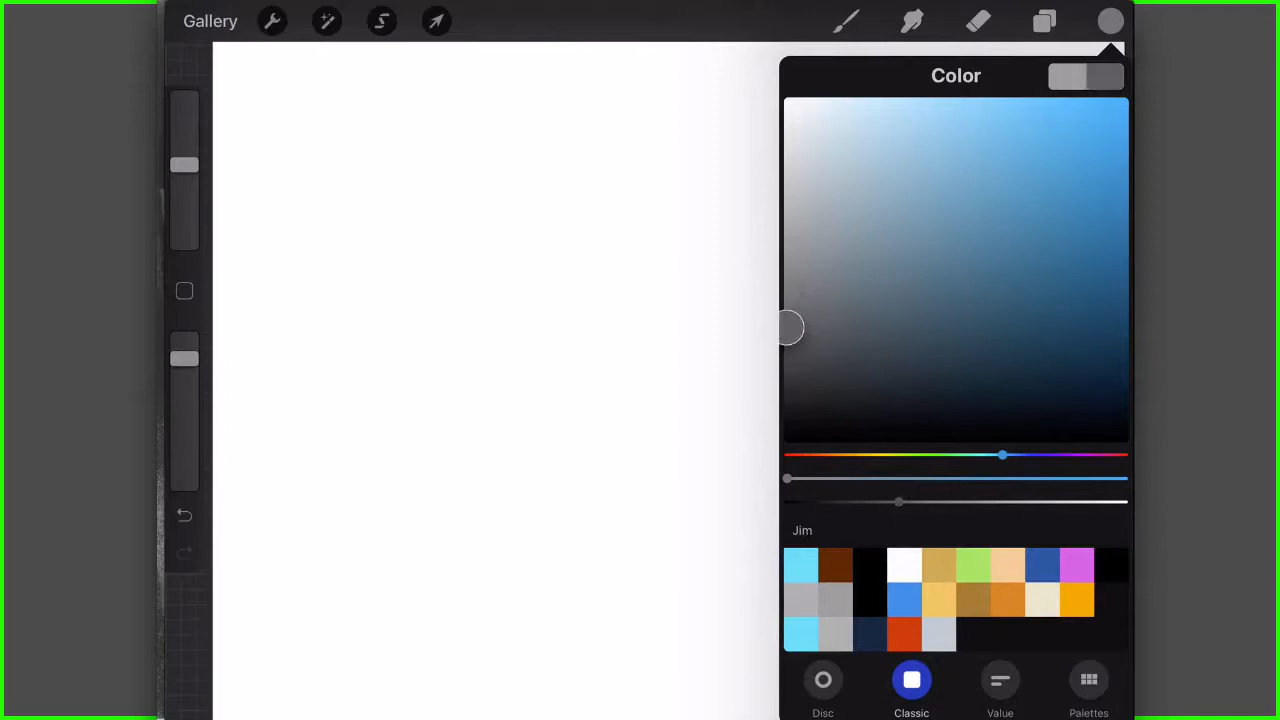 Gallery
Color
Jim
Disc
Classic
Value
Palettes